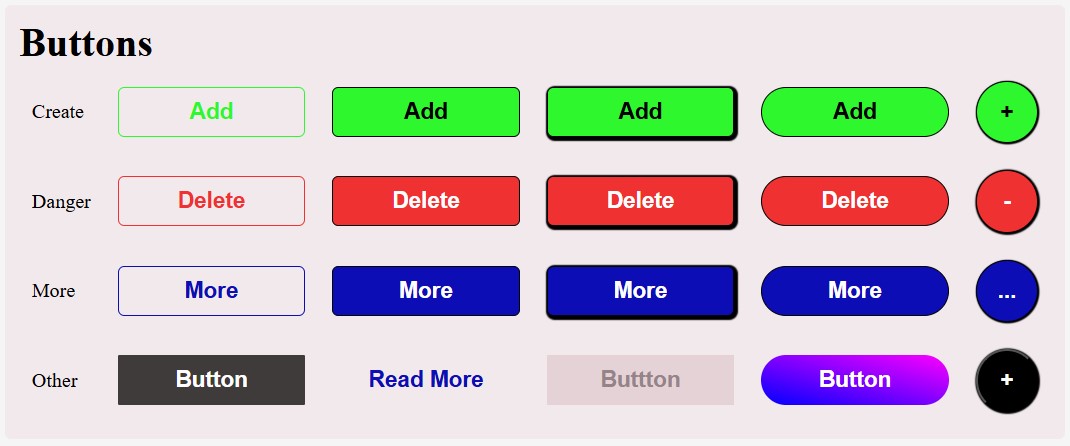 Buttons
Create Add Add Add Add +
Danger Delete Delete Delete Delete -
More More More More More ...
Other Button Read More Buttton Button +